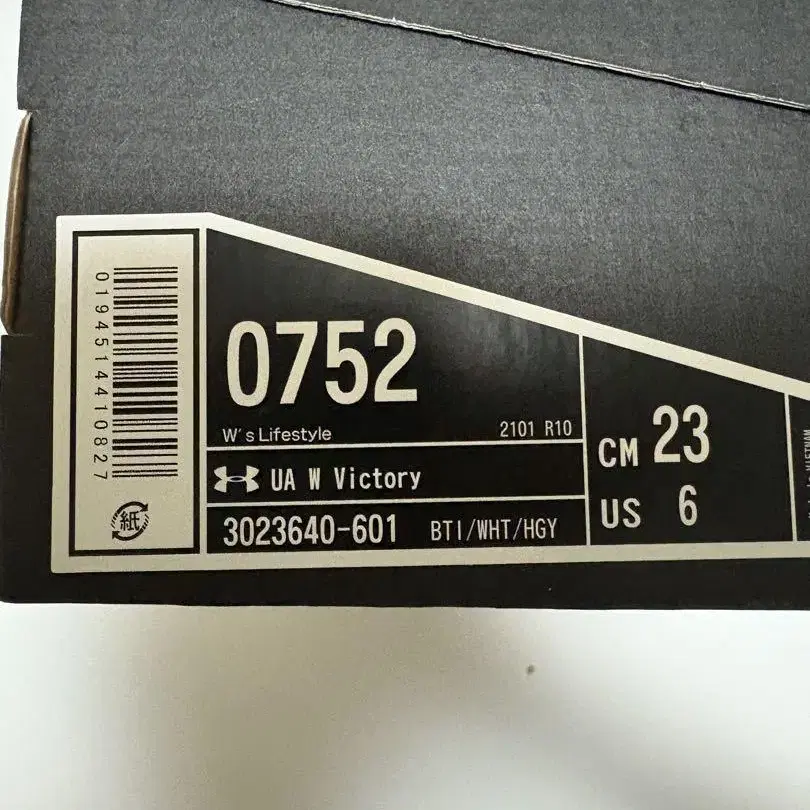 0194514410827
紙
0752
W's Lifestyle 2101 R10
UA W Victory
3023640-601 BTI/WHT/HGY
CM 23
US 6